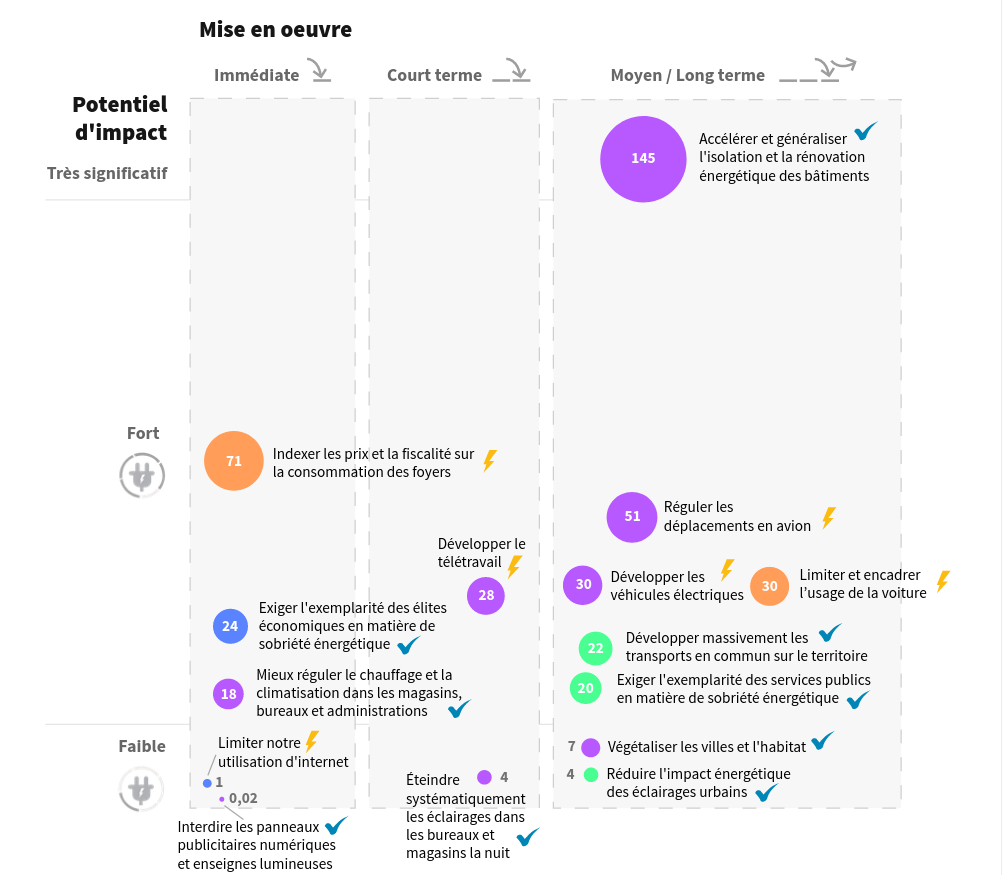 Mise en oeuvre
Immédiate
Court terme
Moyen / Long terme
Potentiel
d'impact
Très significatif
145
Accélérer et généraliser
l'isolation et la rénovation
énergétique des bâtiments
Fort
71
Indexer les prix et la fiscalité sur
la consommation des foyers
51
Réguler les
déplacements en avion
Développer le
télétravail
28
30
Développer les
véhicules électriques
30
Limiter et encadrer
l’usage de la voiture
24
Exiger l'exemplarité des élites
économiques en matière de
sobriété énergétique
22
Développer massivement les
transports en commun sur le territoire
18
Mieux réguler le chauffage et la
climatisation dans les magasins,
bureaux et administrations
20
Exiger l'exemplarité des services publics
en matière de sobriété énergétique
Faible
Limiter notre
utilisation d'internet
1
0,02
Interdire les panneaux
publicitaires numériques
et enseignes lumineuses
Éteindre
4
systématiquement
les éclairages dans
les bureaux et
magasins la nuit
7
Végétaliser les villes et l'habitat
4
Réduire l'impact énergétique
des éclairages urbains